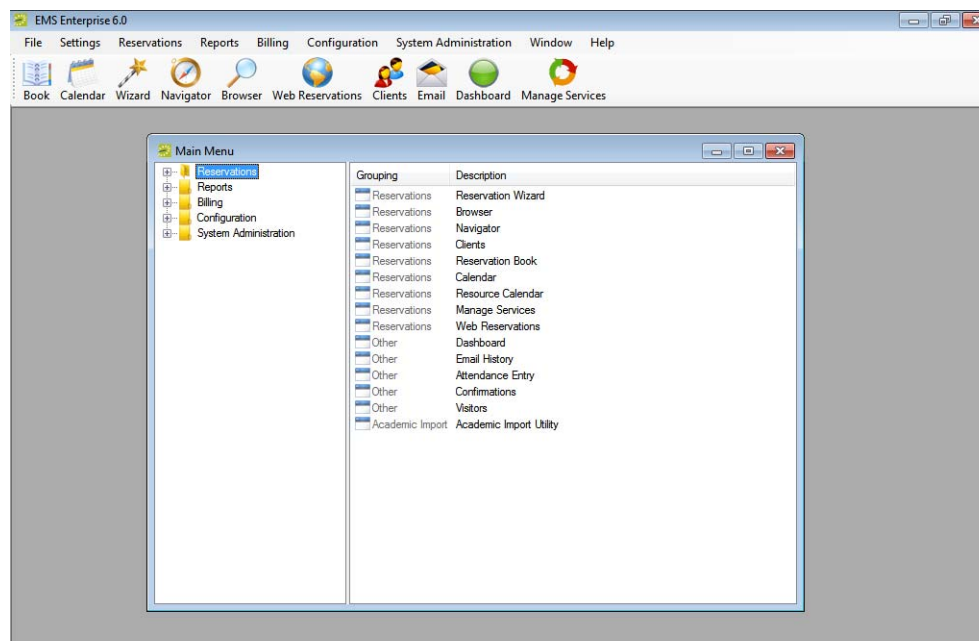 EMS Enterprise 6.0
File Settings Reservations Reports Billing Configuration System Administration Window Help
Book Calendar Wizard Navigator Browser Web Reservations Clients Email Dashboard Manage Services
Main Menu
Reservations
Reports
Billing
Configuration
System Administration
Grouping Description
Reservations Reservation Wizard
Reservations Browser
Reservations Navigator
Reservations Clients
Reservations Reservation Book
Reservations Calendar
Reservations Resource Calendar
Reservations Manage Services
Reservations Web Reservations
Other Dashboard
Other Email History
Other Attendance Entry
Other Confirmations
Other Visitors
Academic Import Academic Import Utility